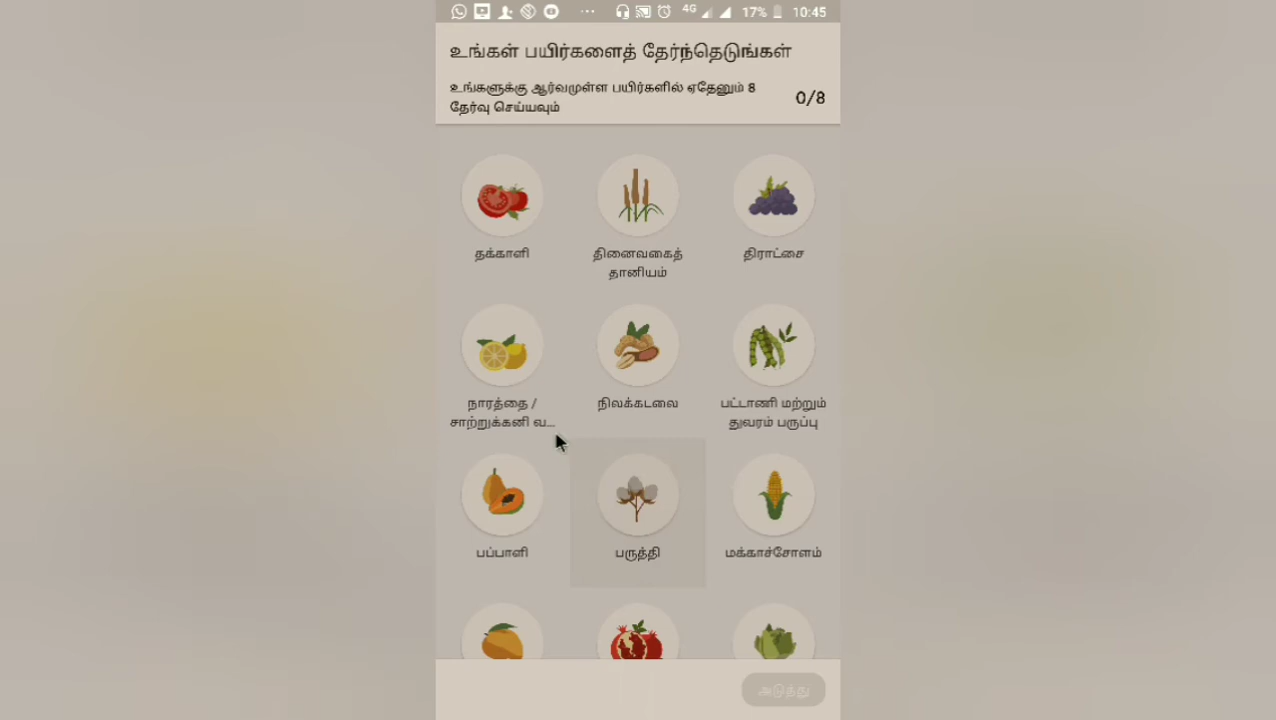 4G 17% 10:45
உங்கள் பயிர்களைத் தேர்ந்தெடுங்கள்
உங்களுக்கு ஆர்வமுள்ள பயிர்களில் ஏதேனும் 8
தேர்வு செய்யவும்
0/8
தக்காளி
தினைவகைத்
தானியம்
திராட்சை
நாரத்தை /
சாற்றுக்கனி வ...
நிலக்கடலை
பட்டாணி மற்றும்
துவரம் பருப்பு
பப்பாளி
பருத்தி
மக்காச்சோளம்
அடுத்து